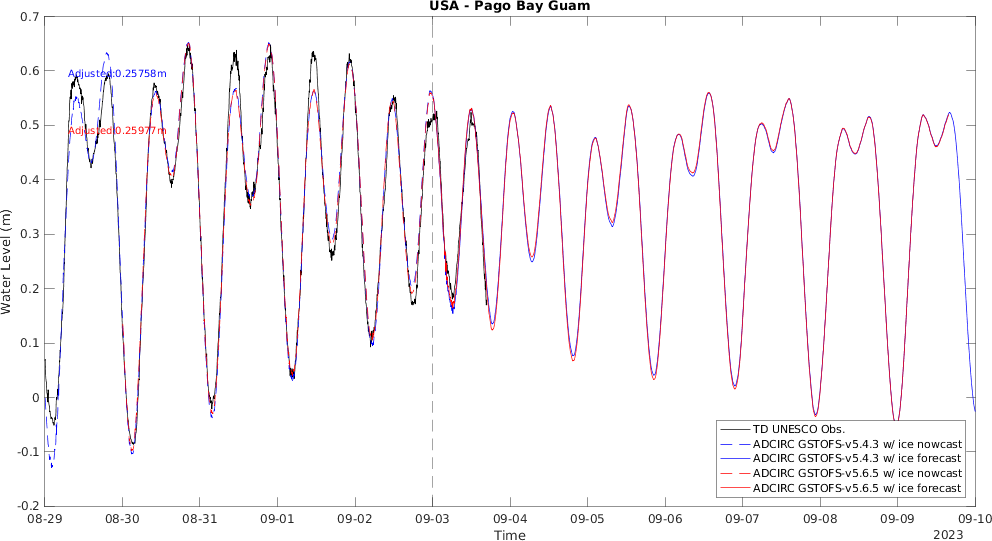 USA - Pago Bay Guam
0.7
0.6
0.5
0.4
0.3
0.2
0.1
0
-0.1
-0.2
Water Level (m)
Adjusted:0.25758m
Adjusted:0.25977m
TD UNESCO Obs.
ADCIRC GSTOFS-v5.4.3 w/ ice nowcast
ADCIRC GSTOFS-v5.4.3 w/ ice forecast
ADCIRC GSTOFS-v5.6.5 w/ ice nowcast
ADCIRC GSTOFS-v5.6.5 w/ ice forecast
08-29 08-30 08-31 09-01 09-02 09-03 09-04 09-05 09-06 09-07 09-08 09-09 09-10
Time
2023